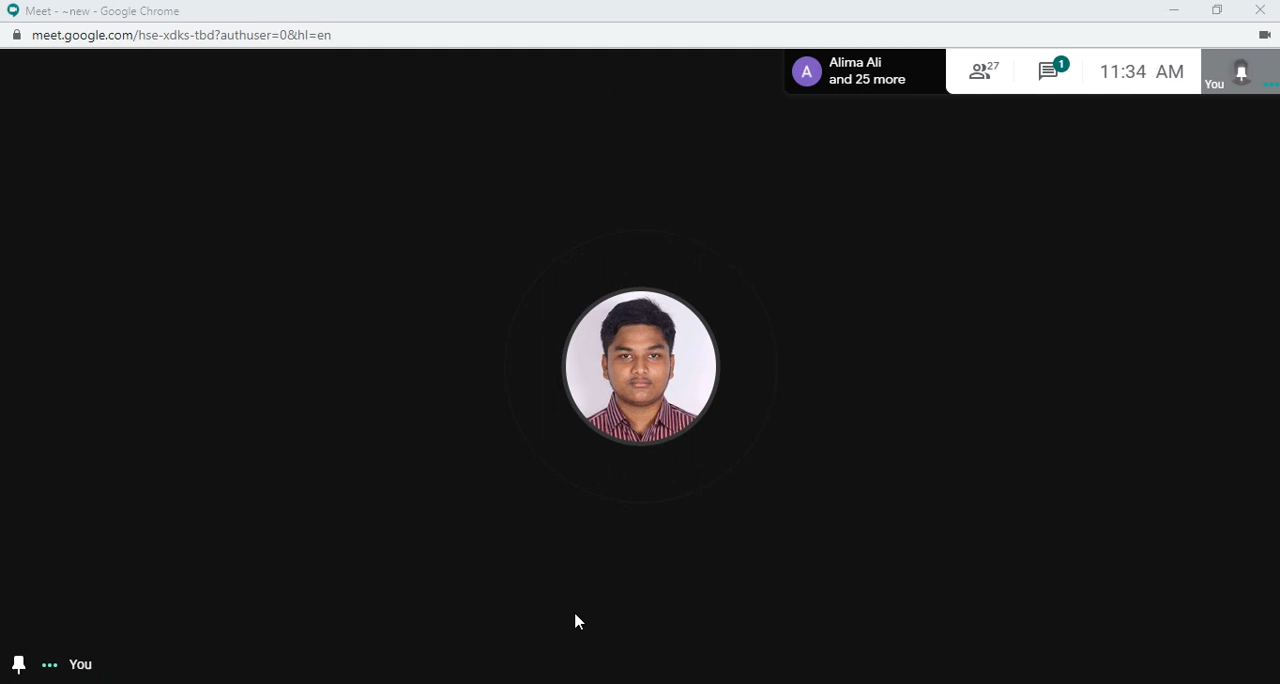 Meet - ~new - Google Chrome
meet.google.com/hse-xdks-tbd?authuser=0&hl=en
A
Alima Ali
and 25 more
27
1
11:34 AM
You
You